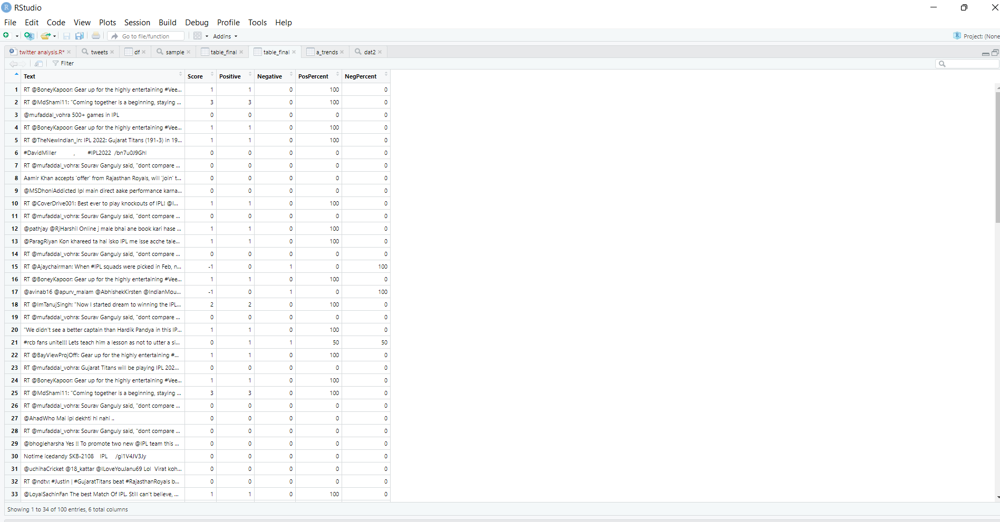 RStudio
File Edit Code View Plots Session Build Debug Profile Tools Help
Go to file/function Addins Project: (None
twitter analysis.R* tweets df sample table_final table_final a_trends dat2
Filter
Text Score Positive Negative PosPercent NegPercent
1 RT @BoneyKapoor: Gear up for the highly entertaining #Vee... 1 1 0 100 0
2 RT @MdShami11: "Coming together is a beginning, staying ... 3 3 0 100 0
3 @mufaddal_vohra 500+ games in IPL 0 0 0 0 0
4 RT @BoneyKapoor: Gear up for the highly entertaining #Vee... 1 1 0 100 0
5 RT @TheNewIndian_in: IPL 2022: Gujarat Titans (191-3) in 19... 1 1 0 100 0
6 #DavidMiller , #IPL2022 /bn7u0J9Ghl 0 0 0 0 0
7 RT @mufaddal_vohra: Sourav Ganguly said, "dont compare ... 0 0 0 0 0
8 Aamir Khan accepts 'offer' from Rajasthan Royals, will 'join' t... 0 0 0 0 0
9 @MSDhoniAddicted Ipl main direct aake performance karna... 0 0 0 0 0
10 RT @CoverDrive001: Best ever to play knockouts of IPL! @I... 1 1 0 100 0
11 RT @mufaddal_vohra: Sourav Ganguly said, "dont compare ... 0 0 0 0 0
12 @pathjay @RjHarshil Online j male bhai ane book kari hase ... 1 1 0 100 0
13 @ParagRiyan Kon khareed ta hai isko IPL me isse acche tale... 1 1 0 100 0
14 RT @mufaddal_vohra: Sourav Ganguly said, "dont compare ... 0 0 0 0 0
15 RT @Ajaychairman: When #IPL squads were picked in Feb, n... -1 0 1 0 100
16 RT @BoneyKapoor: Gear up for the highly entertaining #Vee... 1 1 0 100 0
17 @avinab16 @apurv_malam @AbhishekKirsten @IndianMou... -1 0 1 0 100
18 RT @ImTanujSingh: "Now I started dream to winning the IPL... 2 2 0 100 0
19 RT @mufaddal_vohra: Sourav Ganguly said, "dont compare ... 0 0 0 0 0
20 "We didn't see a better captain than Hardik Pandya in this IP... 1 1 0 100 0
21 #rcb fans unite!!! Lets teach him a lesson as not to utter a si... 0 1 1 50 50
22 RT @BayViewProjOffl: Gear up for the highly entertaining #... 1 1 0 100 0
23 RT @mufaddal_vohra: Gujarat Titans will be playing IPL 202... 0 0 0 0 0
24 RT @BoneyKapoor: Gear up for the highly entertaining #Vee... 1 1 0 100 0
25 RT @MdShami11: "Coming together is a beginning, staying ... 3 3 0 100 0
26 RT @mufaddal_vohra: Sourav Ganguly said, "dont compare ... 0 0 0 0 0
27 @AhadWho Mai ipl dekhti hi nahi .. 0 0 0 0 0
28 RT @mufaddal_vohra: Sourav Ganguly said, "dont compare ... 0 0 0 0 0
29 @bhogleharsha Yes !! To promote two new @IPL team this ... 0 0 0 0 0
30 Notime icedandy SKB-2108 IPL /gi1V4JV3Jy 0 0 0 0 0
31 @uchihaCricket @18_kattar @ILoveYouJanu69 Lol Virat koh... 0 0 0 0 0
32 RT @ndtv: #JustIn | #GujaratTitans beat #RajasthanRoyals b... 0 0 0 0 0
33 @LoyalSachinFan The best Match Of IPL. Still can't believe, ... 1 1 0 100 0
Showing 1 to 34 of 100 entries, 6 total columns